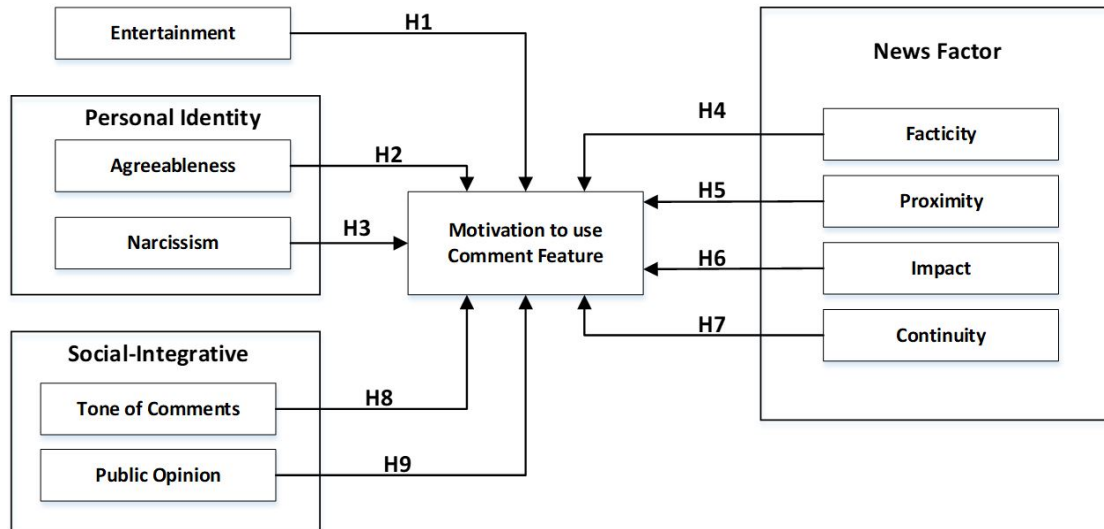 Entertainment
H1
Personal Identity
Agreeableness
H2
Narcissism
H3
Motivation to use
Comment Feature
News Factor
H4
Facticity
H5
Proximity
H6
Impact
H7
Continuity
Social-Integrative
Tone of Comments
H8
Public Opinion
H9